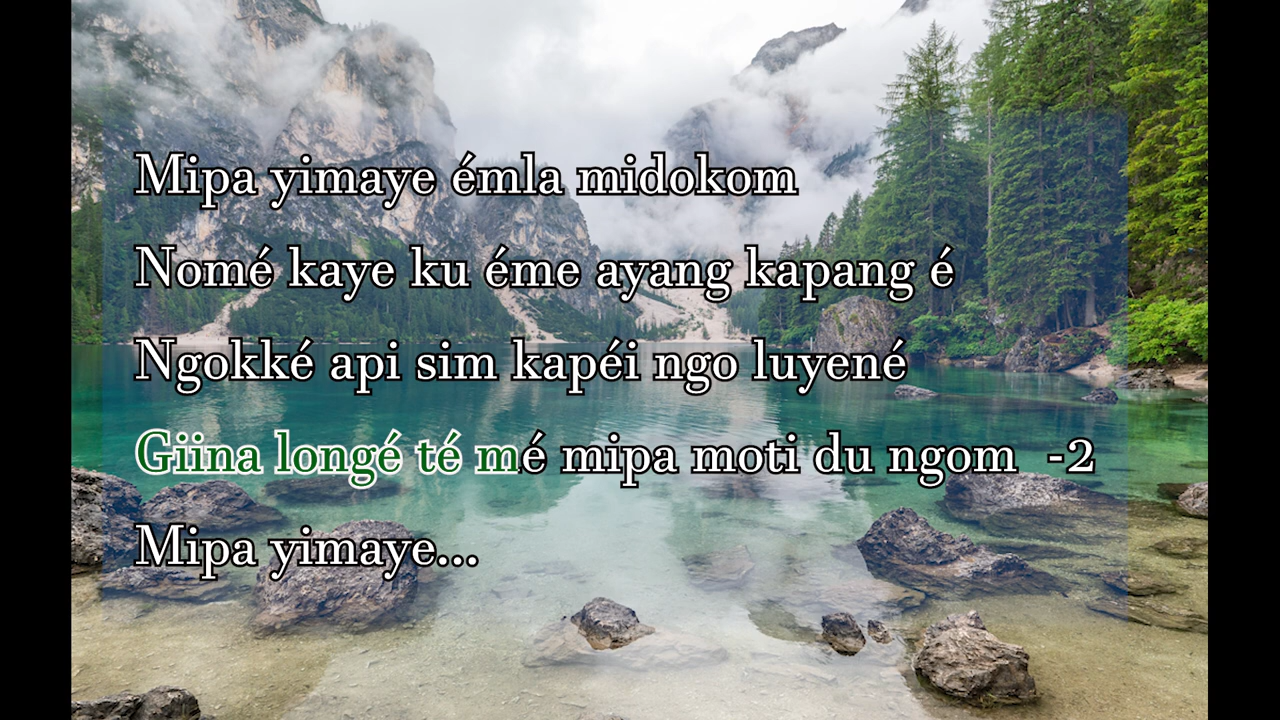 Mipa yimaye émla midokom
Nomé kaye ku éme ayang kapang é
Ngokké api sim kapéi ngo luyené
Giina longé té mé mipa moti du ngom -2
Mipa yimaye...